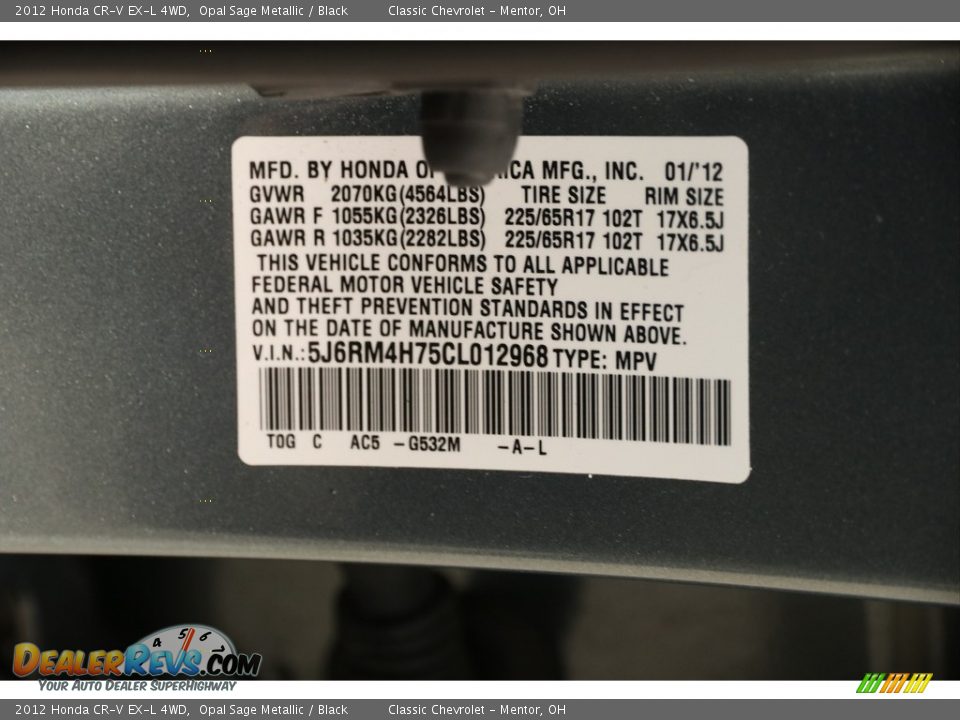 2012 Honda CR-V EX-L 4WD, Opal Sage Metallic / Black Classic Chevrolet - Mentor, OH
MFD. BY HONDA MFG., INC. 01/'12
GVWR 2070KG(4564LBS) TIRE SIZE RIM SIZE
GAWR F 1055KG(2326LBS) 225/65R17 102T 17X6.5J
GAWR R 1035KG(2282LBS) 225/65R17 102T 17X6.5J
THIS VEHICLE CONFORMS TO ALL APPLICABLE
FEDERAL MOTOR VEHICLE SAFETY
AND THEFT PREVENTION STANDARDS IN EFFECT
ON THE DATE OF MANUFACTURE SHOWN ABOVE.
V.I.N.:5J6RM4H75CL012968 TYPE: MPV
TOG C AC5 -G532M -A-L
4 5 6
DEALERREVS.COM
YOUR AUTO DEALER SUPERHIGHWAY
2012 Honda CR-V EX-L 4WD, Opal Sage Metallic / Black Classic Chevrolet - Mentor, OH